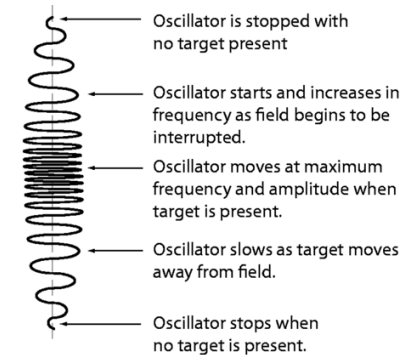 Oscillator is stopped with
no target present
Oscillator starts and increases in
frequency as field begins to be
interrupted.
Oscillator moves at maximum
frequency and amplitude when
target is present.
Oscillator slows as target moves
away from field.
Oscillator stops when
no target is present.